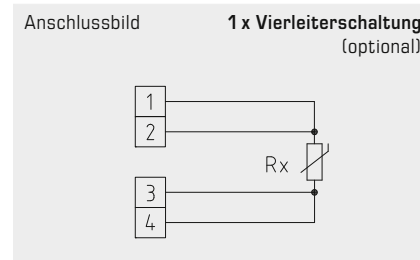 Anschlussbild
1 x Vierleiterschaltung
(optional)
1
2
Rx
3
4